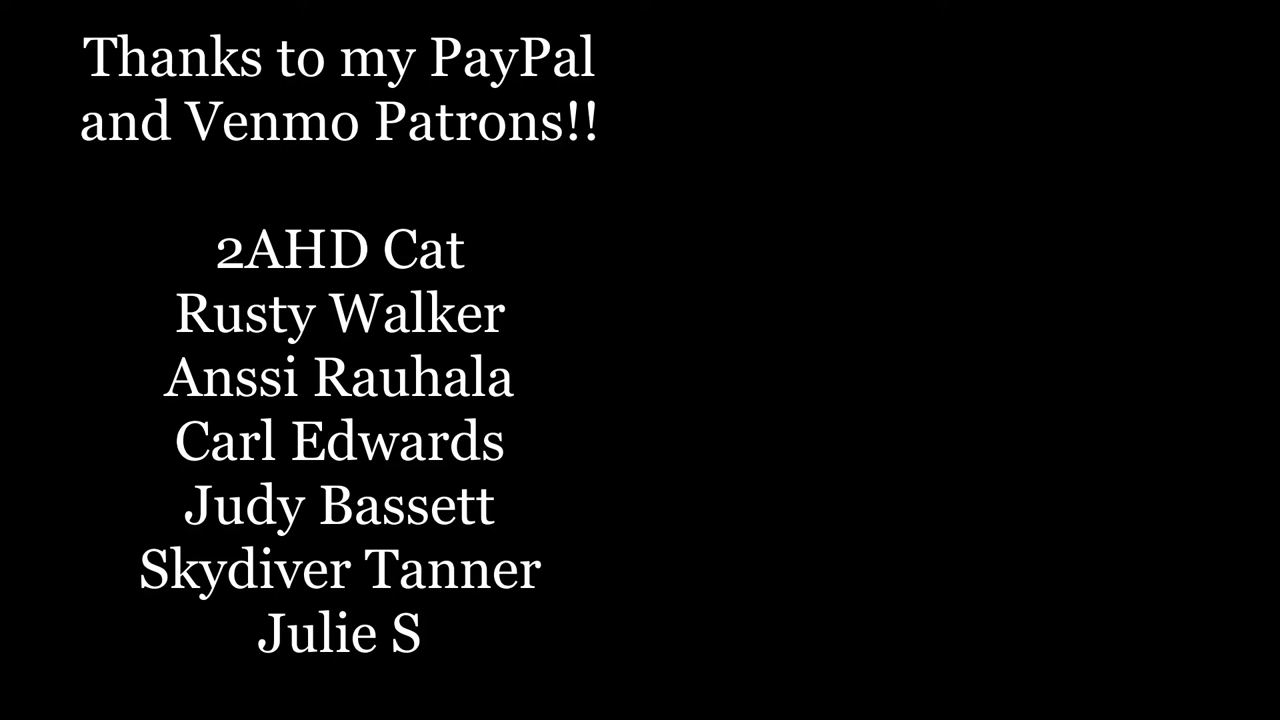 Thanks to my PayPal
and Venmo Patrons!!
2AHD Cat
Rusty Walker
Anssi Rauhala
Carl Edwards
Judy Bassett
Skydiver Tanner
Julie S